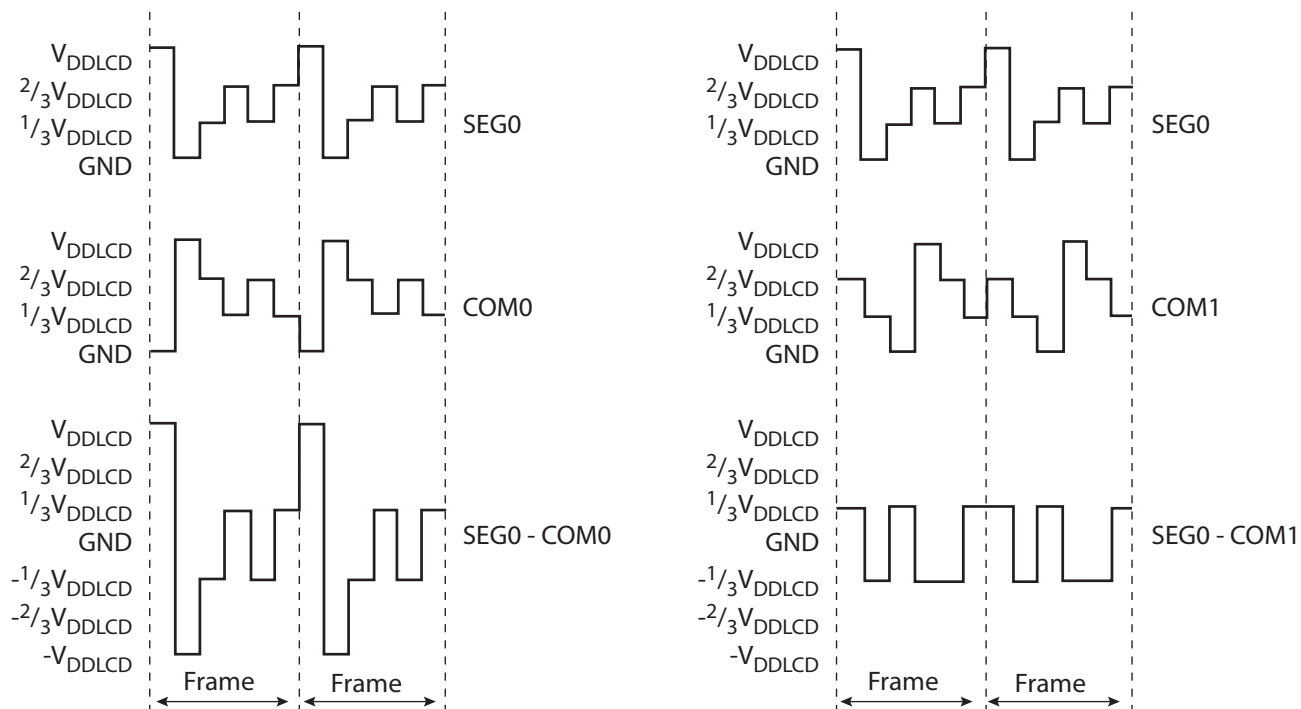 V_DDLCD
2/3V_DDLCD
1/3V_DDLCD
GND
SEG0
V_DDLCD
2/3V_DDLCD
1/3V_DDLCD
GND
COM0
V_DDLCD
2/3V_DDLCD
1/3V_DDLCD
GND
-1/3V_DDLCD
-2/3V_DDLCD
-V_DDLCD
SEG0 - COM0
Frame
Frame
V_DDLCD
2/3V_DDLCD
1/3V_DDLCD
GND
SEG0
V_DDLCD
2/3V_DDLCD
1/3V_DDLCD
GND
COM1
V_DDLCD
2/3V_DDLCD
1/3V_DDLCD
GND
-1/3V_DDLCD
-2/3V_DDLCD
-V_DDLCD
SEG0 - COM1
Frame
Frame